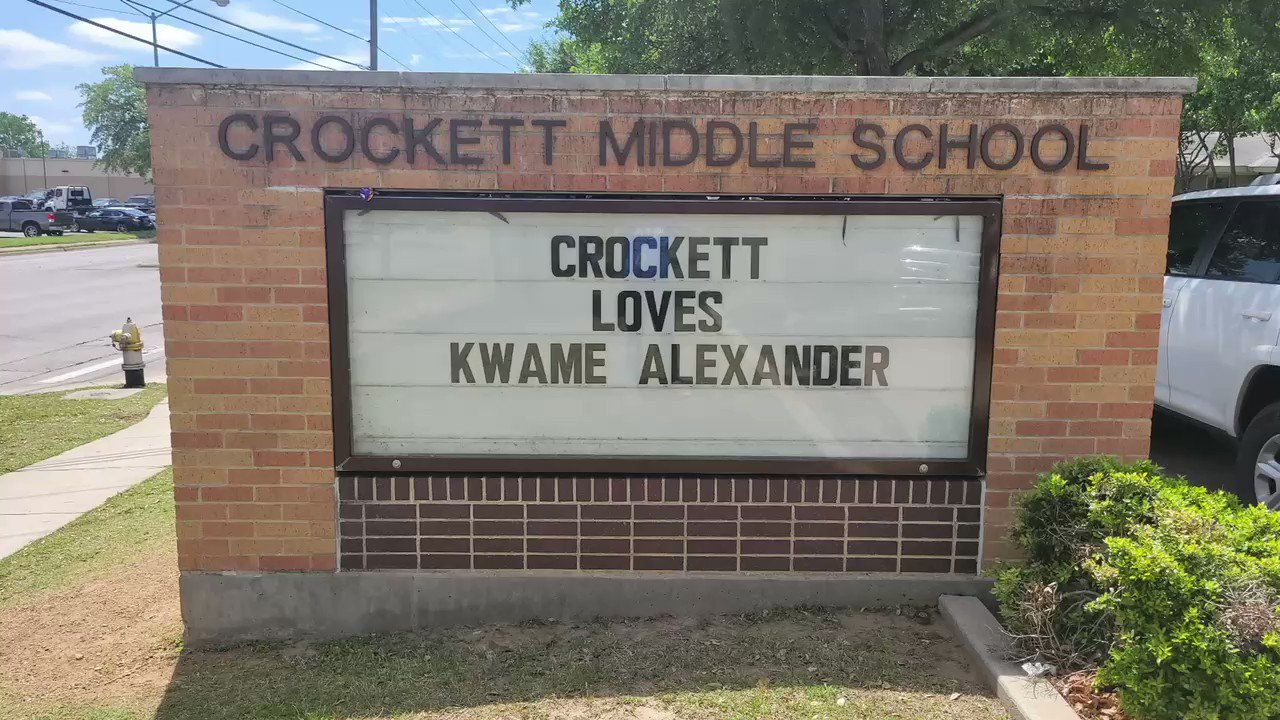 CROCKETT MIDDLE SCHOOL
CROCKETT
LOVES
KWAME ALEXANDER